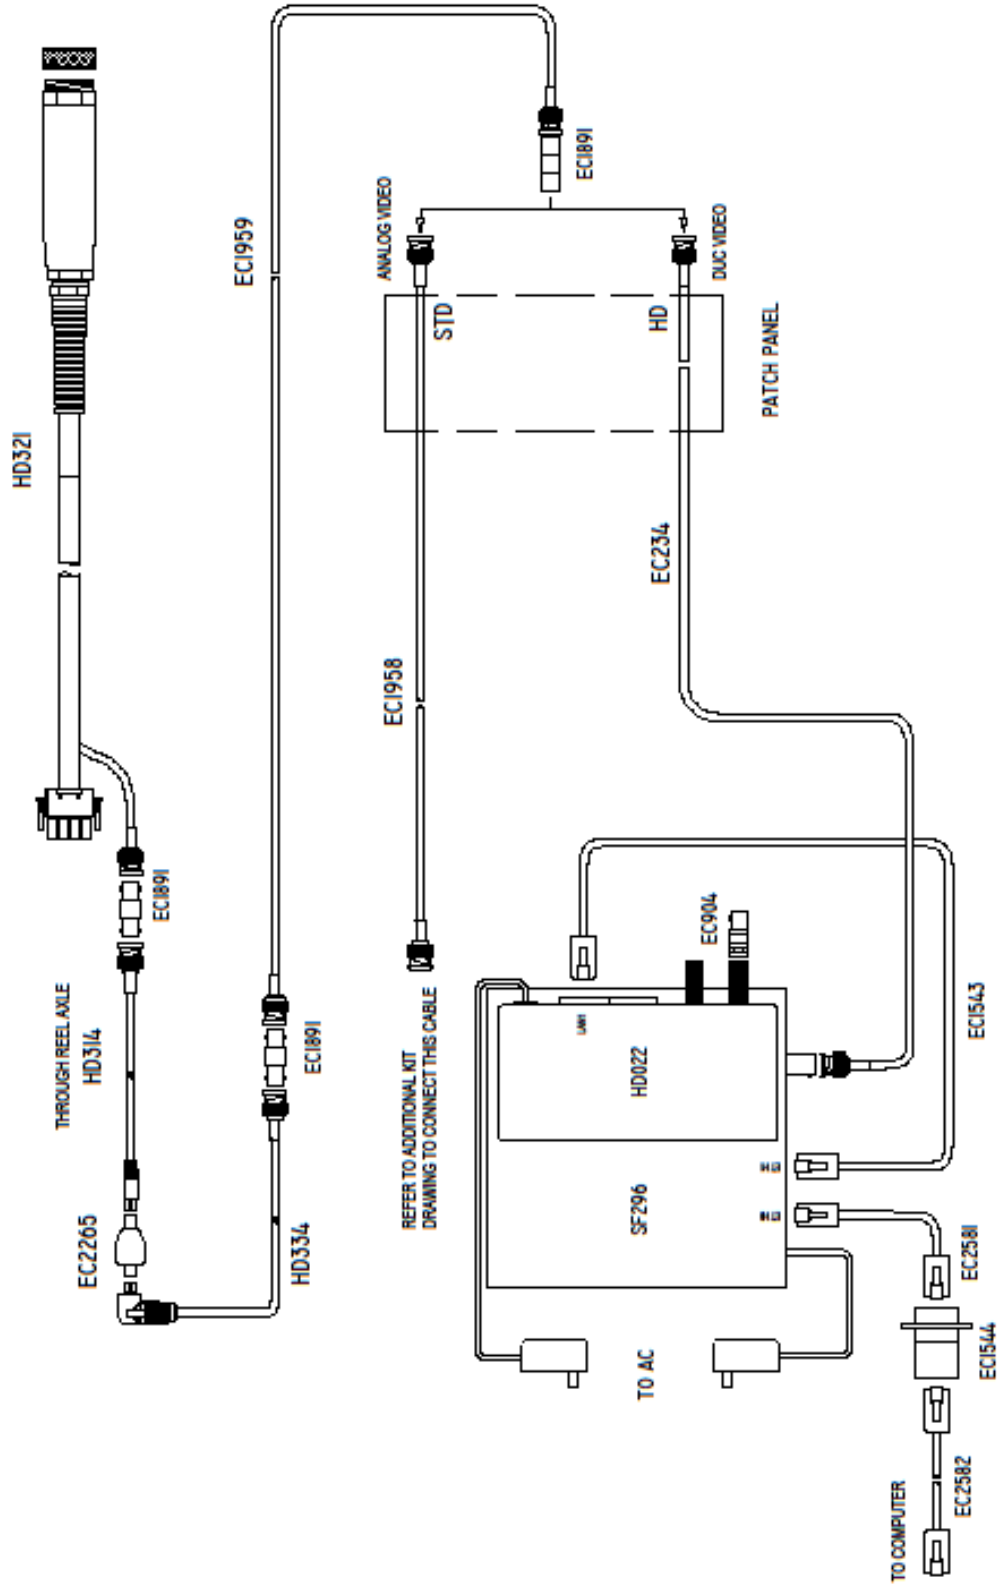 HD321
EC1891
THROUGH REEL AXLE
HD314
EC2265
HD334
EC1891
EC1959
EC1891
ANALOG VIDEO
DUC VIDEO
STD
HD
PATCH PANEL
EC1958
EC234
REFER TO ADDITIONAL KIT
DRAWING TO CONNECT THIS CABLE
EC904
EC1543
LAN1
HD022
SF296
TO AC
EC2581
EC1544
EC2582
TO COMPUTER